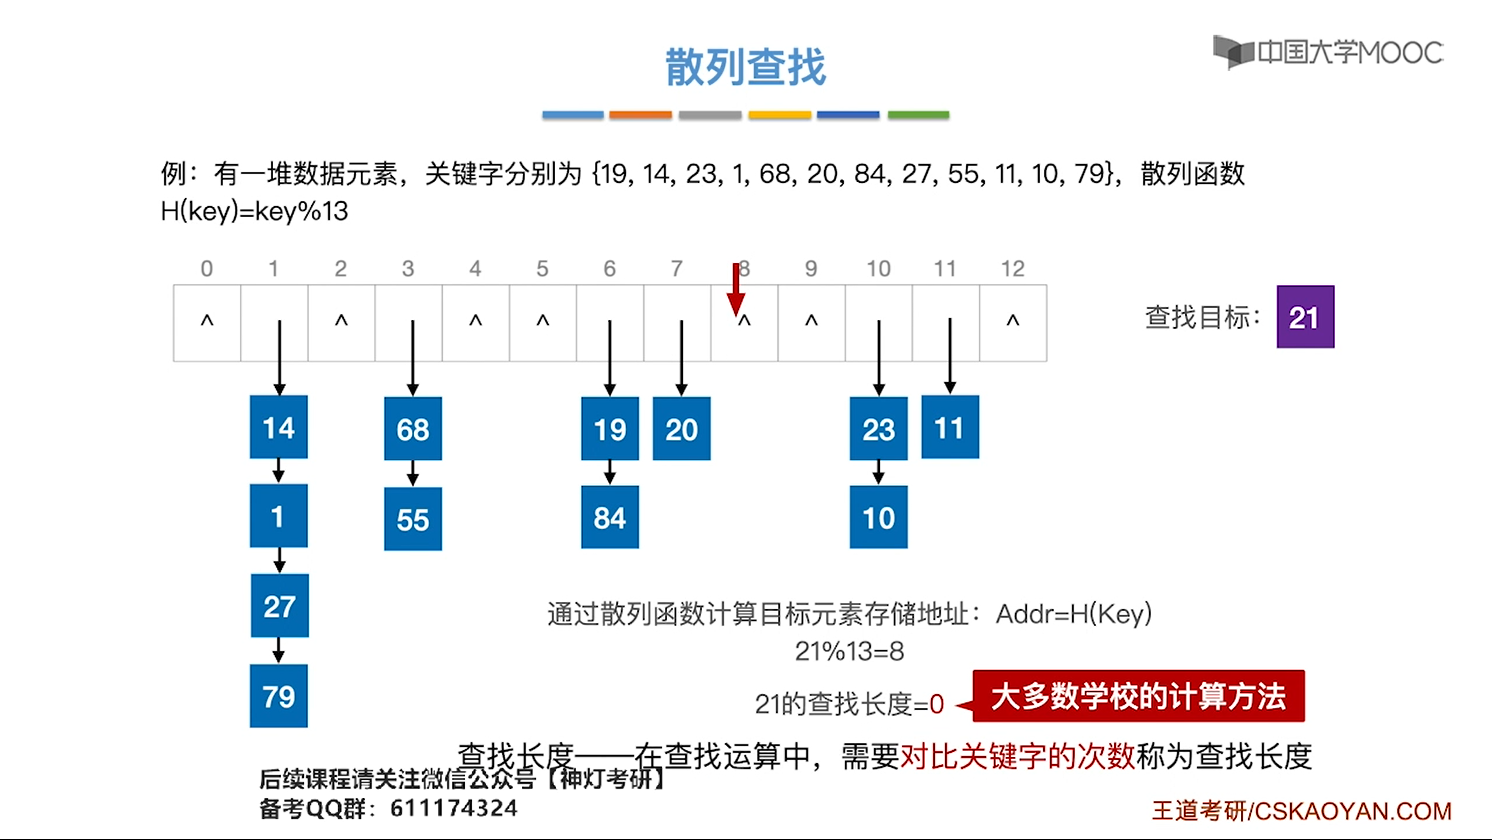 中国大学MOOC
散列查找
例：有一堆数据元素，关键字分别为 {19, 14, 23, 1, 68, 20, 84, 27, 55, 11, 10, 79}，散列函数
H(key)=key%13
0 1 2 3 4 5 6 7 8 9 10 11 12
^ ^ ^ ^ ^ ^ ^
查找目标： 21
14 68 19 20 23 11
1 55 84 10
27
79
通过散列函数计算目标元素存储地址：Addr=H(Key)
21%13=8
21的查找长度=0 大多数学校的计算方法
查找长度——在查找运算中，需要对比关键字的次数称为查找长度
后续课程请关注微信公众号【神灯考研】
备考QQ群：611174324
王道考研/CSKAOYAN.COM